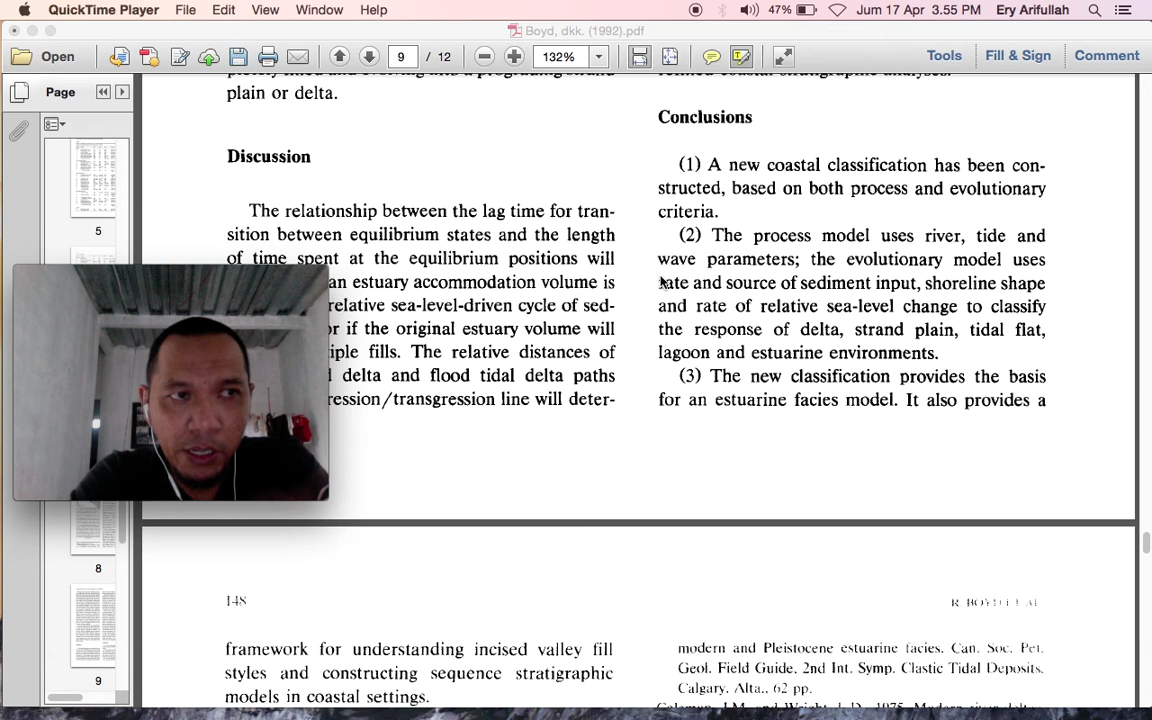 QuickTime Player File Edit View Window Help 47% Jum 17 Apr 3.55 PM Ery Arifullah
Boyd, dkk. (1992).pdf
Open 9 / 12 132% Tools Fill & Sign Comment
Page
5
8
9
plain or delta.
Discussion
The relationship between the lag time for tran-
sition between equilibrium states and the length
of time spent at the equilibrium positions will
an estuary accommodation volume is
relative sea-level-driven cycle of sed-
r if the original estuary volume will
iple fills. The relative distances of
delta and flood tidal delta paths
ression/transgression line will deter-
refined coastal stratigraphic analyses.
Conclusions
(1) A new coastal classification has been con-
structed, based on both process and evolutionary
criteria.
(2) The process model uses river, tide and
wave parameters; the evolutionary model uses
rate and source of sediment input, shoreline shape
and rate of relative sea-level change to classify
the response of delta, strand plain, tidal flat,
lagoon and estuarine environments.
(3) The new classification provides the basis
for an estuarine facies model. It also provides a
148
R. BOYD ET AL.
framework for understanding incised valley fill
styles and constructing sequence stratigraphic
models in coastal settings.
modern and Pleistocene estuarine facies. Can. Soc. Pet.
Geol. Field Guide, 2nd Int. Symp. Clastic Tidal Deposits.
Calgary, Alta., 62 pp.